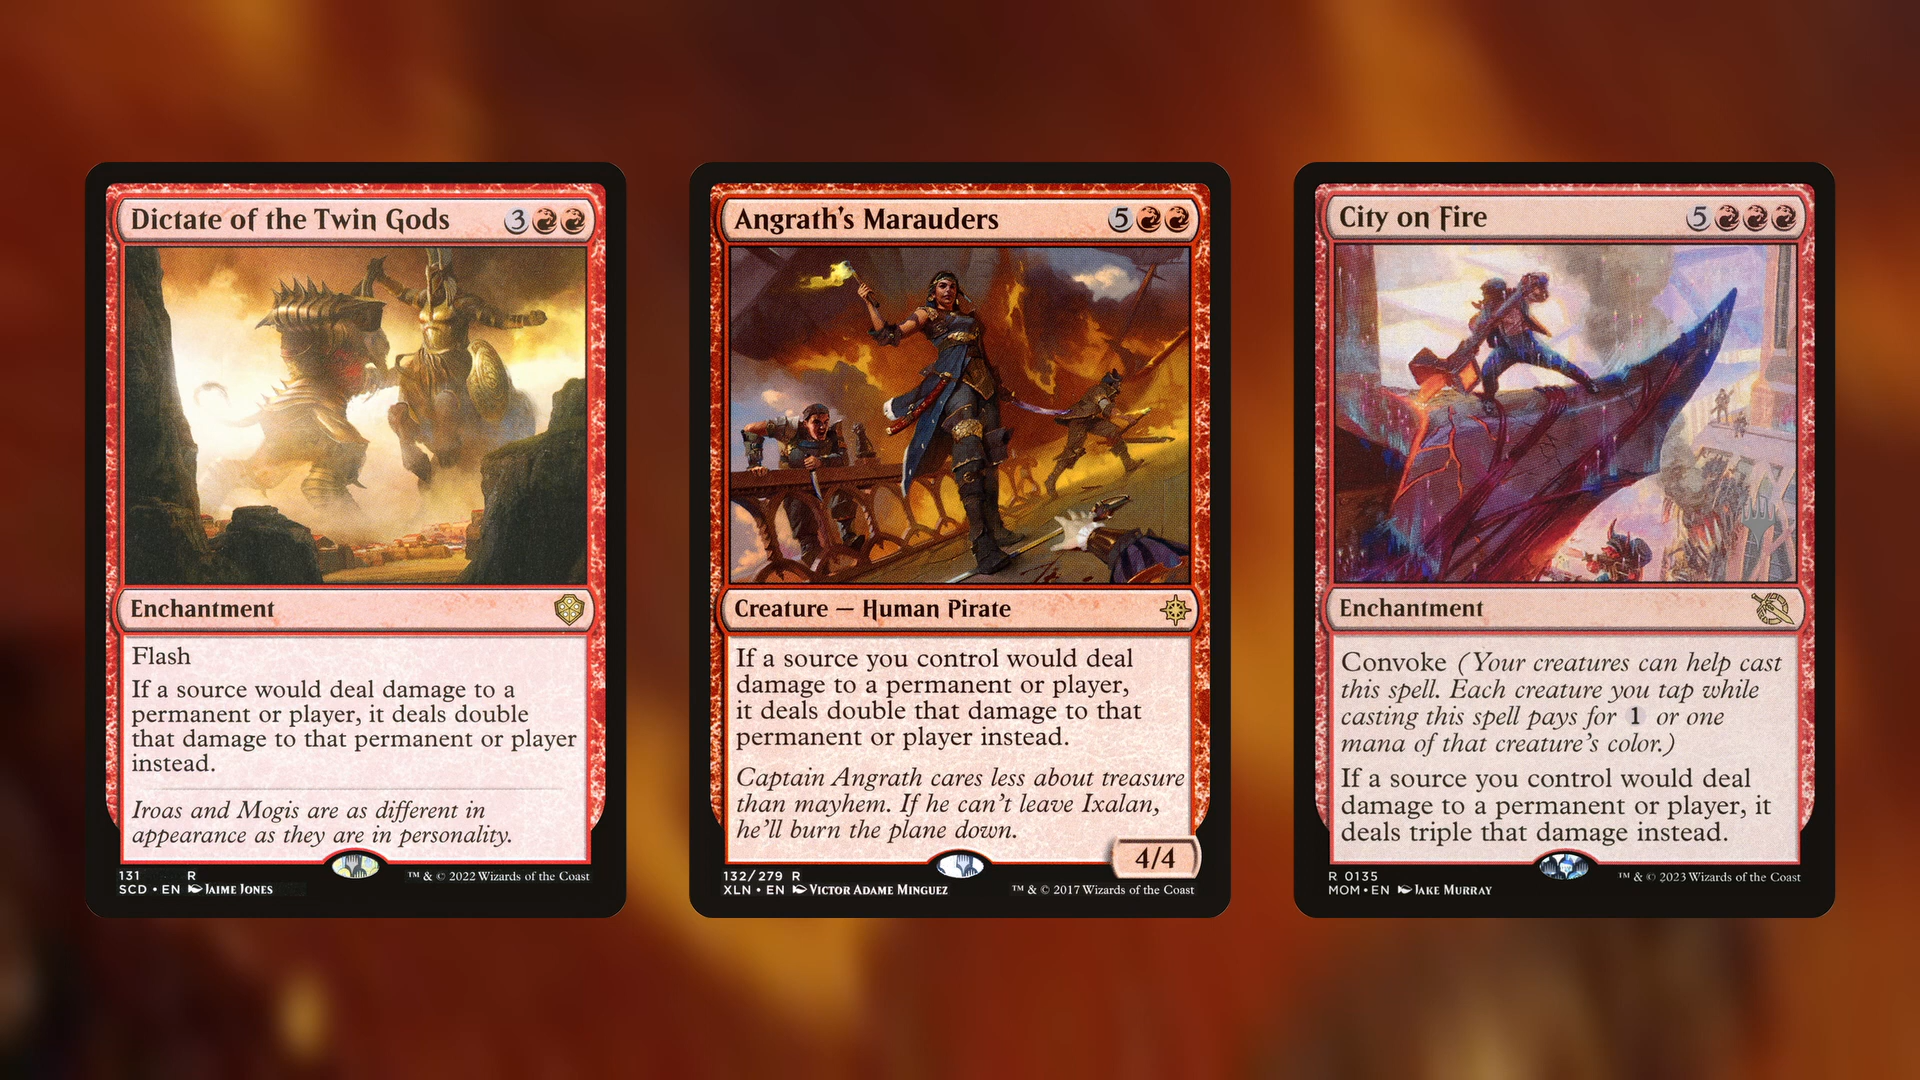 Dictate of the Twin Gods 3
Enchantment
Flash
If a source would deal damage to a
permanent or player, it deals double
that damage to that permanent or player
instead.
Iroas and Mogis are as different in
appearance as they are in personality.
131 R
SCD • EN JAIME JONES
™ & © 2022 Wizards of the Coast
Angrath's Marauders 5
Creature — Human Pirate
If a source you control would deal
damage to a permanent or player,
it deals double that damage to that
permanent or player instead.
Captain Angrath cares less about treasure
than mayhem. If he can't leave Ixalan,
he'll burn the plane down.
4/4
132/279 R
XLN • EN VICTOR ADAME MINGUEZ
™ & © 2017 Wizards of the Coast
City on Fire 5
Enchantment
Convoke (Your creatures can help cast
this spell. Each creature you tap while
casting this spell pays for 1 or one
mana of that creature's color.)
If a source you control would deal
damage to a permanent or player, it
deals triple that damage instead.
R 0135
MOM • EN JAKE MURRAY
™ & © 2023 Wizards of the Coast